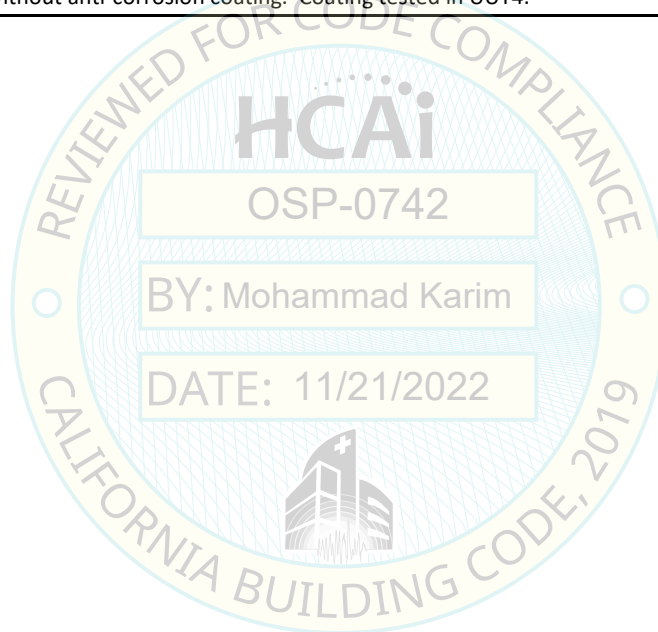 without anti-corrosion coating. Coating tested in UUT4.
REVIEWED FOR CODE COMPLIANCE
HCAi
OSP-0742
BY: Mohammad Karim
DATE: 11/21/2022
CALIFORNIA BUILDING CODE, 2019